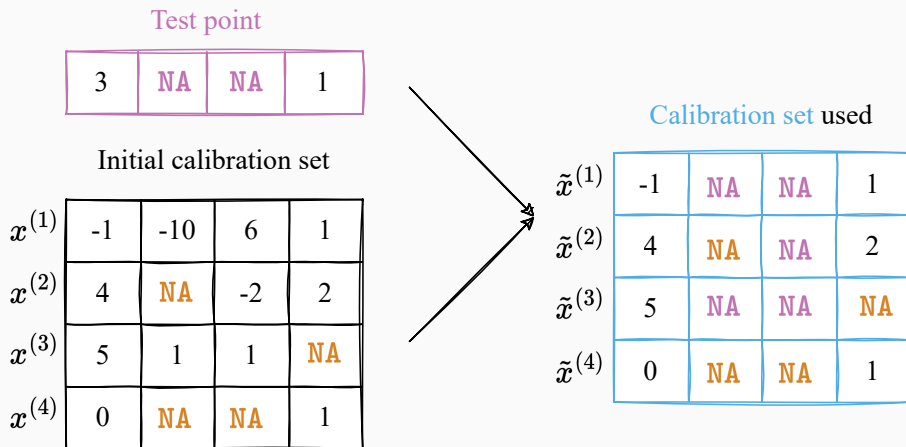 Test point
3 NA NA 1
Initial calibration set
x^(1) -1 -10 6 1
x^(2) 4 NA -2 2
x^(3) 5 1 1 NA
x^(4) 0 NA NA 1
Calibration set used
x̃^(1) -1 NA NA 1
x̃^(2) 4 NA NA 2
x̃^(3) 5 NA NA NA
x̃^(4) 0 NA NA 1